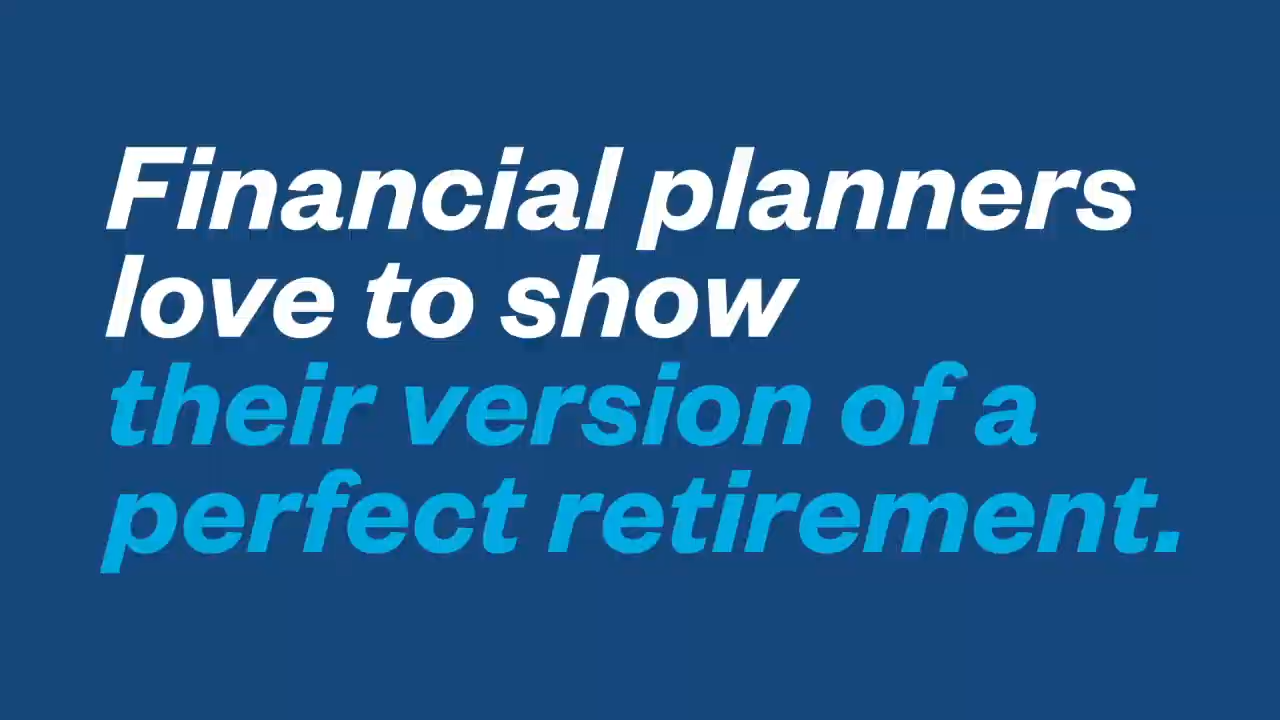 Financial planners
love to show
their version of a
perfect retirement.